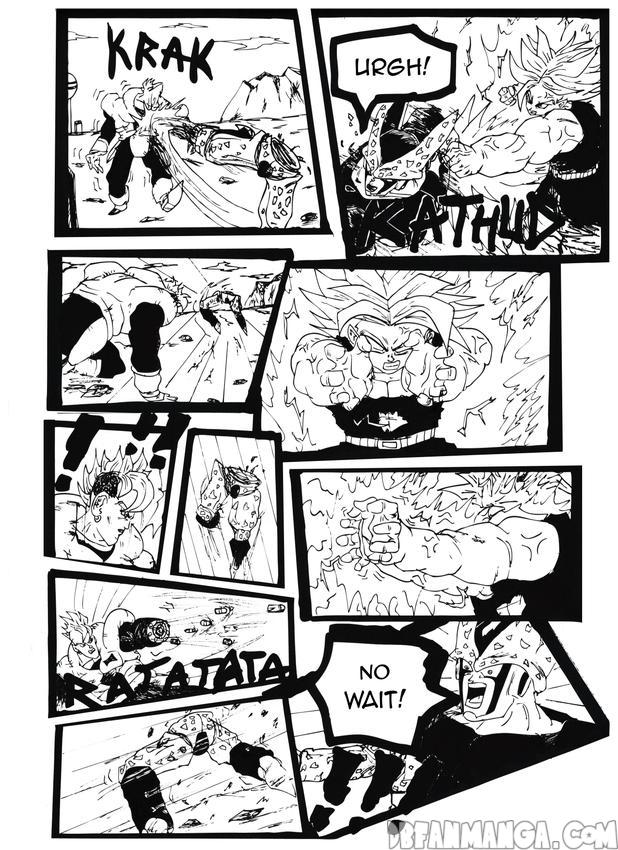 KRAK
URGH!
KATHUD
!!!
RATATATA
NO
WAIT!
DBFANMANGA.COM